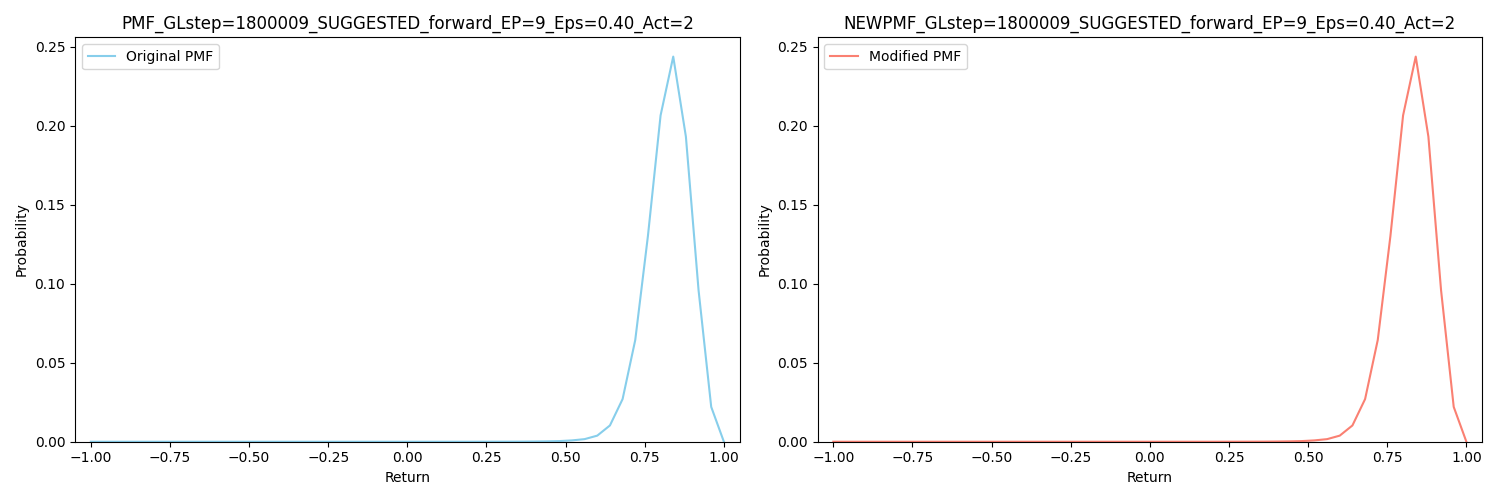 PMF_GLstep=1800009_SUGGESTED_forward_EP=9_Eps=0.40_Act=2
Original PMF
0.25
0.20
0.15
0.10
0.05
0.00
Probability
−1.00 −0.75 −0.50 −0.25 0.00 0.25 0.50 0.75 1.00
Return
NEWPMF_GLstep=1800009_SUGGESTED_forward_EP=9_Eps=0.40_Act=2
Modified PMF
0.25
0.20
0.15
0.10
0.05
0.00
Probability
−1.00 −0.75 −0.50 −0.25 0.00 0.25 0.50 0.75 1.00
Return